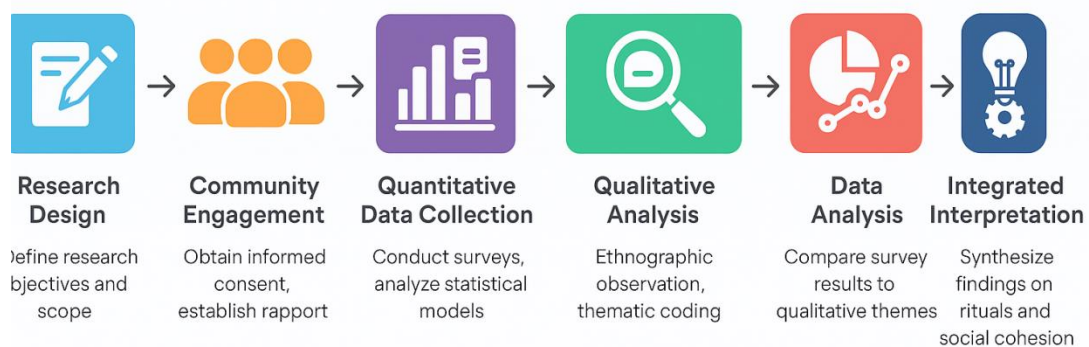 Research
Design
Define research
objectives and
scope
Community
Engagement
Obtain informed
consent,
establish rapport
Quantitative
Data Collection
Conduct surveys,
analyze statistical
models
Qualitative
Analysis
Ethnographic
observation,
thematic coding
Data
Analysis
Compare survey
results to
qualitative themes
Integrated
Interpretation
Synthesize
findings on
rituals and
social cohesion